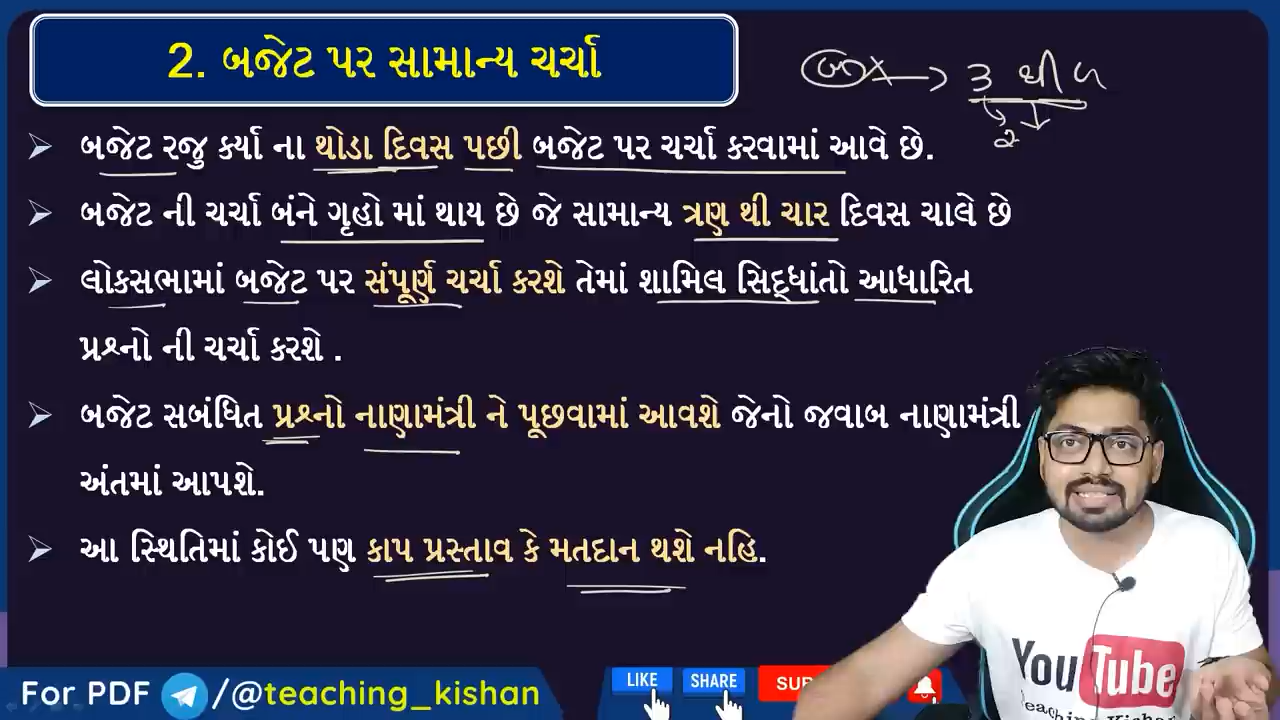 2. બજેટ પર સામાન્ય ચર્ચા
3 થી
બજેટ રજુ કર્યા ના થોડા દિવસ પછી બજેટ પર ચર્ચા કરવામાં આવે છે.
બજેટ ની ચર્ચા બંને ગૃહો માં થાય છે જે સામાન્ય ત્રણ થી ચાર દિવસ ચાલે છે
લોકસભામાં બજેટ પર સંપૂર્ણ ચર્ચા કરશે તેમાં શામિલ સિદ્ધાંતો આધારિત
પ્રશ્નો ની ચર્ચા કરશે .
બજેટ સબંધિત પ્રશ્નો નાણામંત્રી ને પૂછવામાં આવશે જેનો જવાબ નાણામંત્રી
અંતમાં આપશે.
આ સ્થિતિમાં કોઈ પણ કાપ પ્રસ્તાવ કે મતદાન થશે નહિ.
You Tube
For PDF /@teaching_kishan
LIKE SHARE